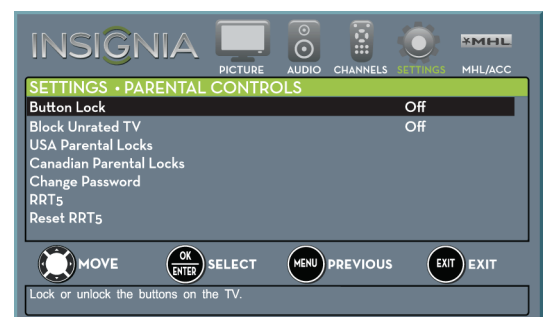 INSIGNIA
PICTURE AUDIO CHANNELS SETTINGS MHL MHL/ACC
SETTINGS • PARENTAL CONTROLS
Button Lock Off
Block Unrated TV Off
USA Parental Locks
Canadian Parental Locks
Change Password
RRT5
Reset RRT5
MOVE OK ENTER SELECT MENU PREVIOUS EXIT EXIT
Lock or unlock the buttons on the TV.